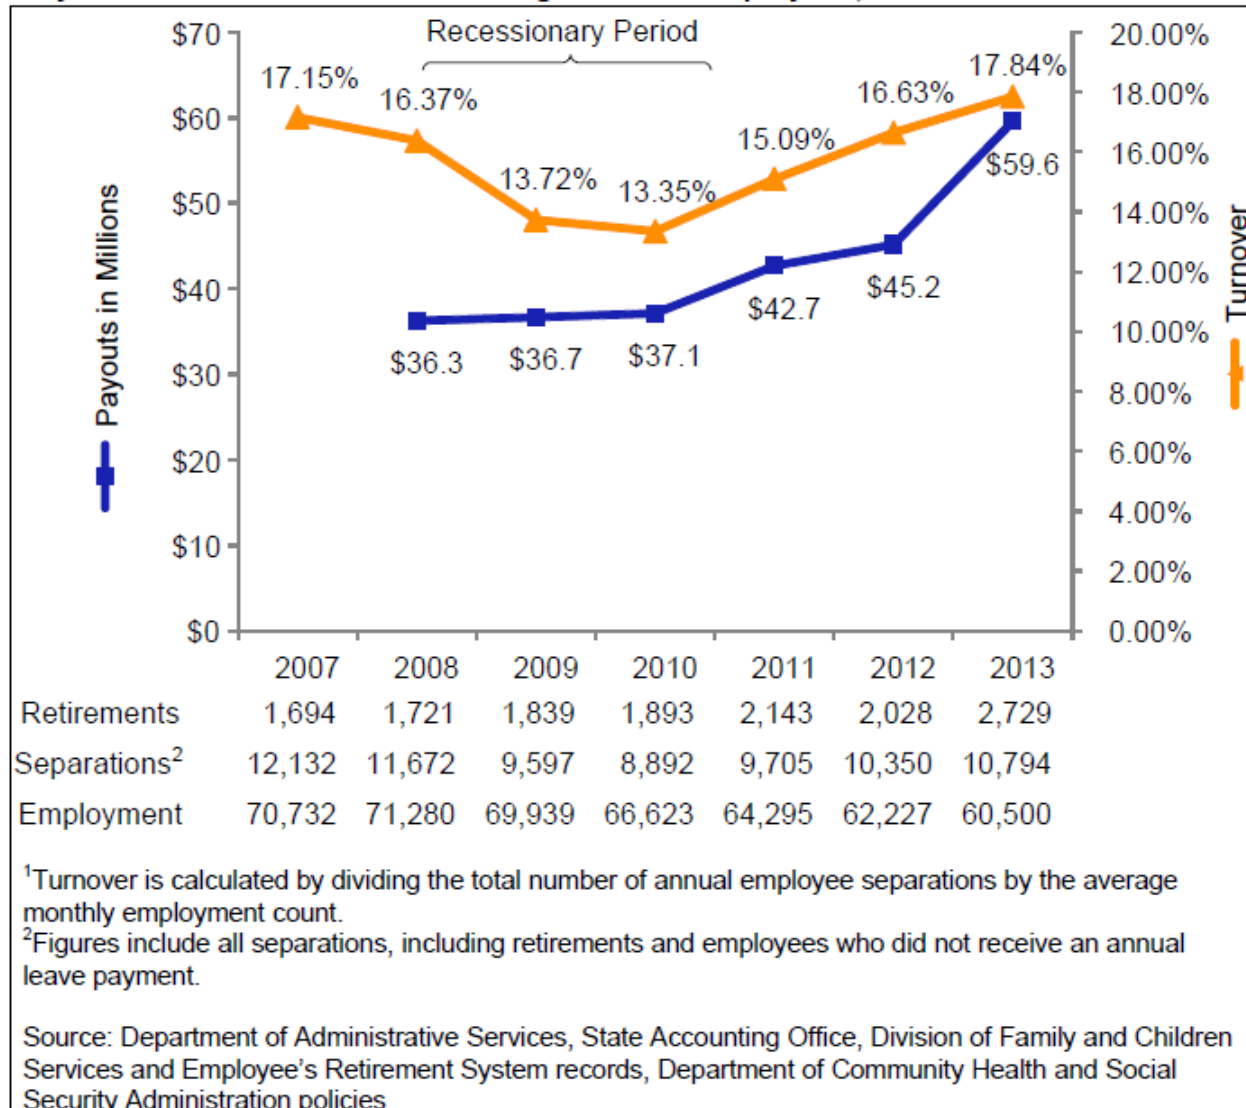 Recessionary Period
$70
$60
$50
$40
$30
$20
$10
$0
Payouts in Millions
20.00%
18.00%
16.00%
14.00%
12.00%
10.00%
8.00%
6.00%
4.00%
2.00%
0.00%
Turnover
17.15%
16.37%
13.72%
13.35%
15.09%
16.63%
17.84%
$36.3
$36.7
$37.1
$42.7
$45.2
$59.6
2007 2008 2009 2010 2011 2012 2013
Retirements 1,694 1,721 1,839 1,893 2,143 2,028 2,729
Separations² 12,132 11,672 9,597 8,892 9,705 10,350 10,794
Employment 70,732 71,280 69,939 66,623 64,295 62,227 60,500
¹Turnover is calculated by dividing the total number of annual employee separations by the average
monthly employment count.
²Figures include all separations, including retirements and employees who did not receive an annual
leave payment.
Source: Department of Administrative Services, State Accounting Office, Division of Family and Children
Services and Employee's Retirement System records, Department of Community Health and Social
Security Administration policies